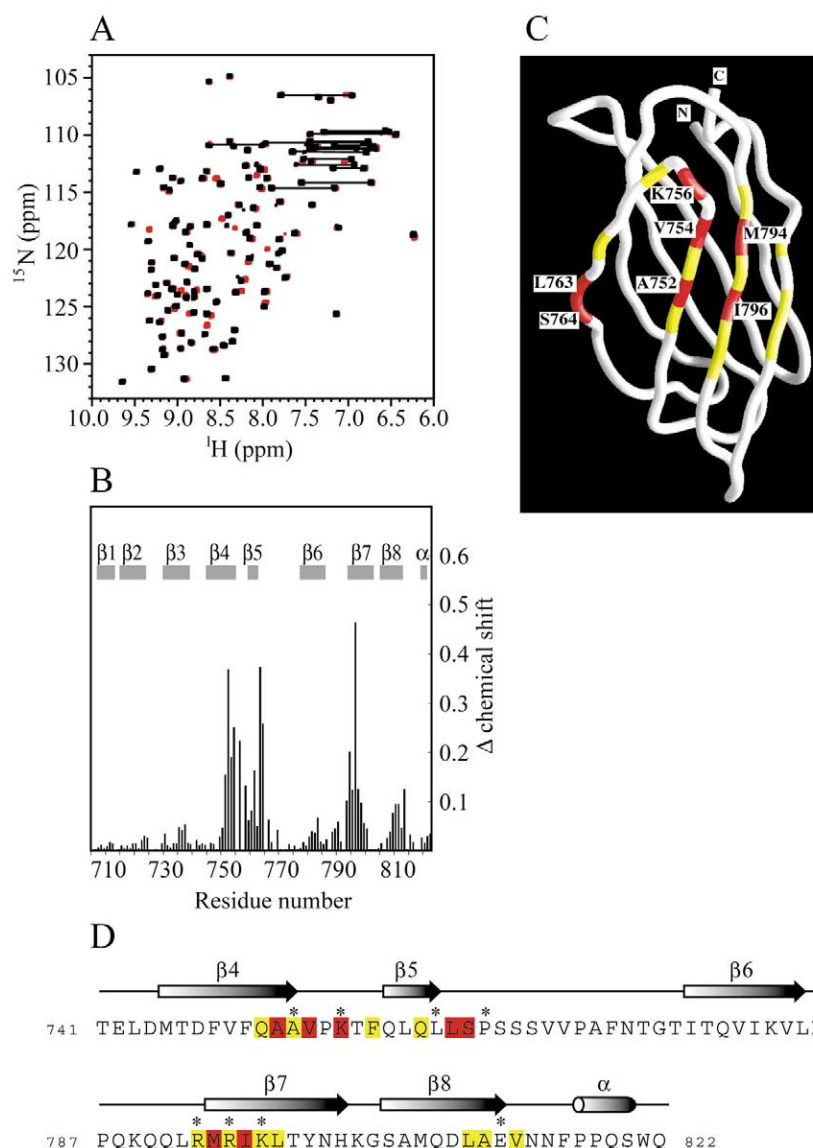 A
105
110
115
120
125
130
¹⁵N (ppm)
10.0 9.5 9.0 8.5 8.0 7.5 7.0 6.5 6.0
¹H (ppm)
B
β1 β2 β3 β4 β5 β6 β7 β8 α
0.6
0.5
0.4
0.3
0.2
0.1
Δ chemical shift
710 730 750 770 790 810
Residue number
C
C
N
K756
V754
M794
L763
A752
S764
I796
D
β4 β5 β6
* * * *
741 TELDMTDFVFQAAVPKTFQLQLLSPSSSVVPAFNTGTITQVIKVL
β7 β8 α
* * * *
787 PQKQQLRMRIKLTYNHKGSAMQDLAEVNNFPPQSWQ 822